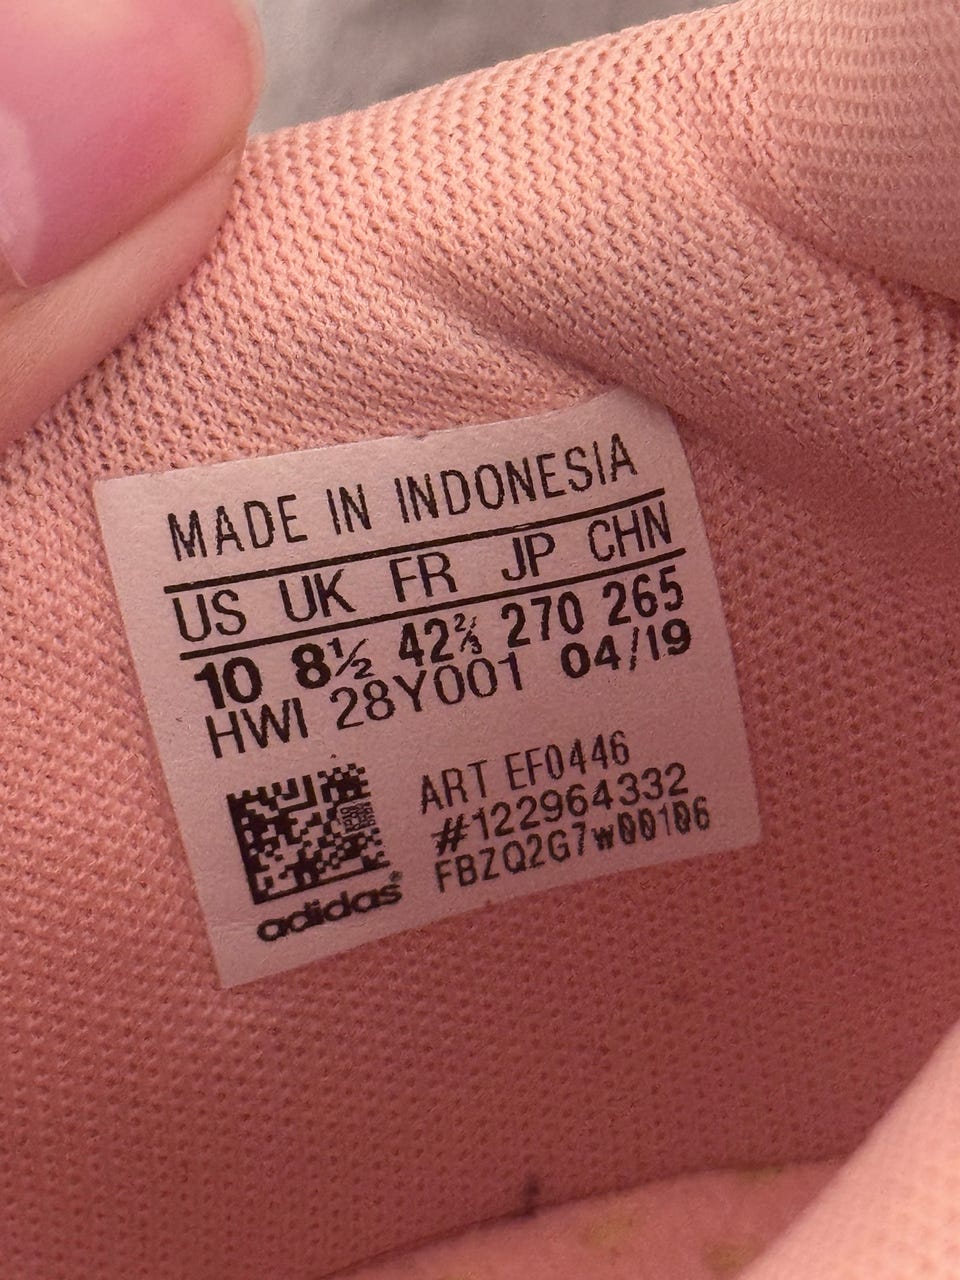 MADE IN INDONESIA
US UK FR JP CHN
10 8½ 42⅔ 270 265
HWI 28Y001 04/19
ART EF0446
#122964332
FBZQ2G7w00106
adidas®